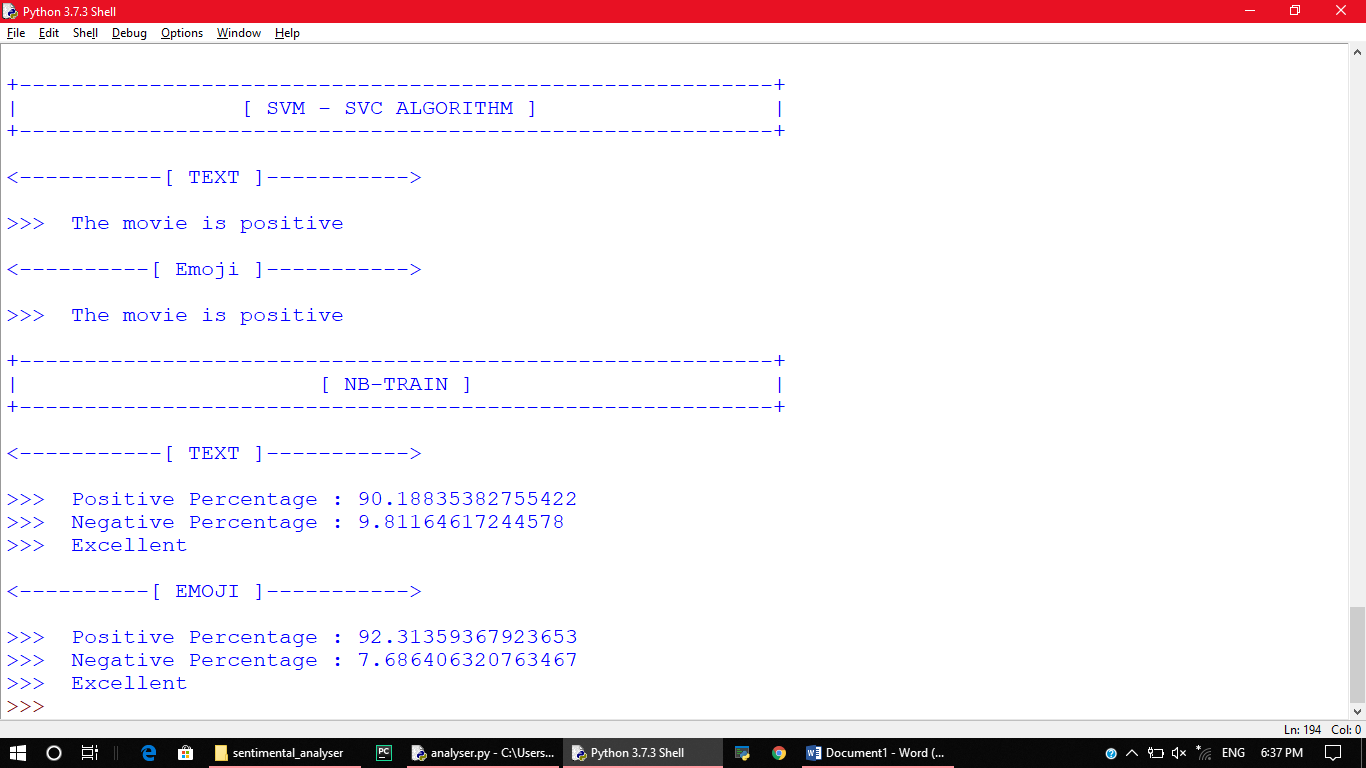 Python 3.7.3 Shell
File Edit Shell Debug Options Window Help
+----------------------------------------------------------+
| [ SVM - SVC ALGORITHM ] |
+----------------------------------------------------------+
<-----------[ TEXT ]----------->
>>> The movie is positive
<----------[ Emoji ]----------->
>>> The movie is positive
+----------------------------------------------------------+
| [ NB-TRAIN ] |
+----------------------------------------------------------+
<-----------[ TEXT ]----------->
>>> Positive Percentage : 90.18835382755422
>>> Negative Percentage : 9.81164617244578
>>> Excellent
<----------[ EMOJI ]----------->
>>> Positive Percentage : 92.31359367923653
>>> Negative Percentage : 7.686406320763467
>>> Excellent
>>>
Ln: 194 Col: 0
sentimental_analyser PC analyser.py - C:\Users... Python 3.7.3 Shell Document1 - Word (... ENG 6:37 PM